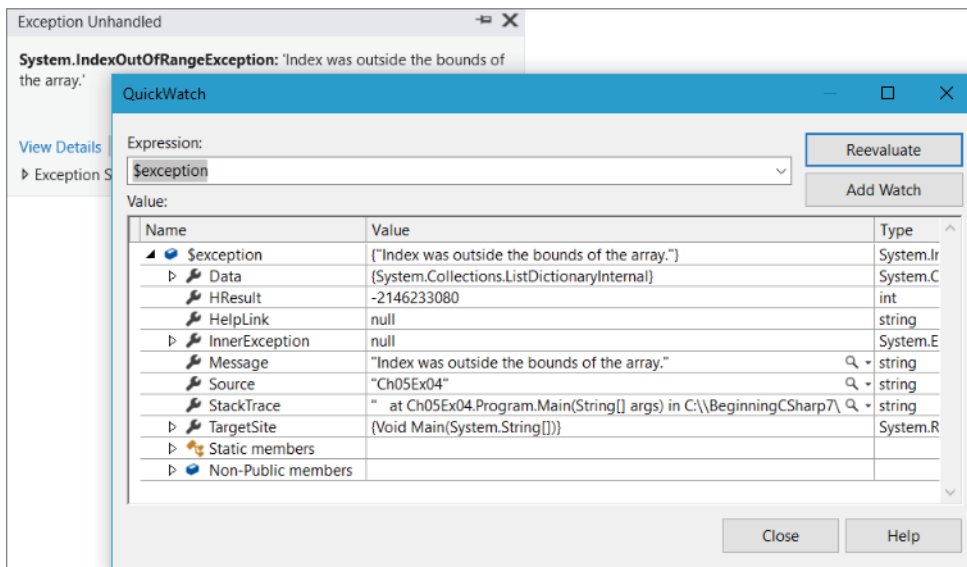 Exception Unhandled
System.IndexOutOfRangeException: 'Index was outside the bounds of
the array.'
View Details
Exception S
QuickWatch
Expression:
$exception
Reevaluate
Add Watch
Value:
Name Value Type
$exception {"Index was outside the bounds of the array."} System.Ir
Data {System.Collections.ListDictionaryInternal} System.C
HResult -2146233080 int
HelpLink null string
InnerException null System.E
Message "Index was outside the bounds of the array." string
Source "Ch05Ex04" string
StackTrace " at Ch05Ex04.Program.Main(String[] args) in C:\\BeginningCSharp7\ string
TargetSite {Void Main(System.String[])} System.R
Static members
Non-Public members
Close Help